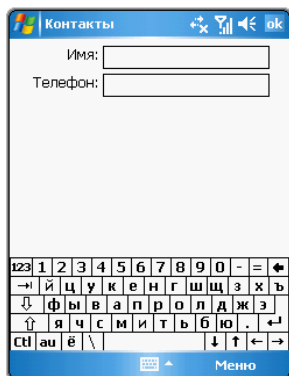 Контакты ok
Имя:
Телефон:
123 1 2 3 4 5 6 7 8 9 0 - =
й ц у к е н г ш щ з х ъ
ф ы в а п р о л д ж э
я ч с м и т ь б ю .
Ctl au ё \
Меню